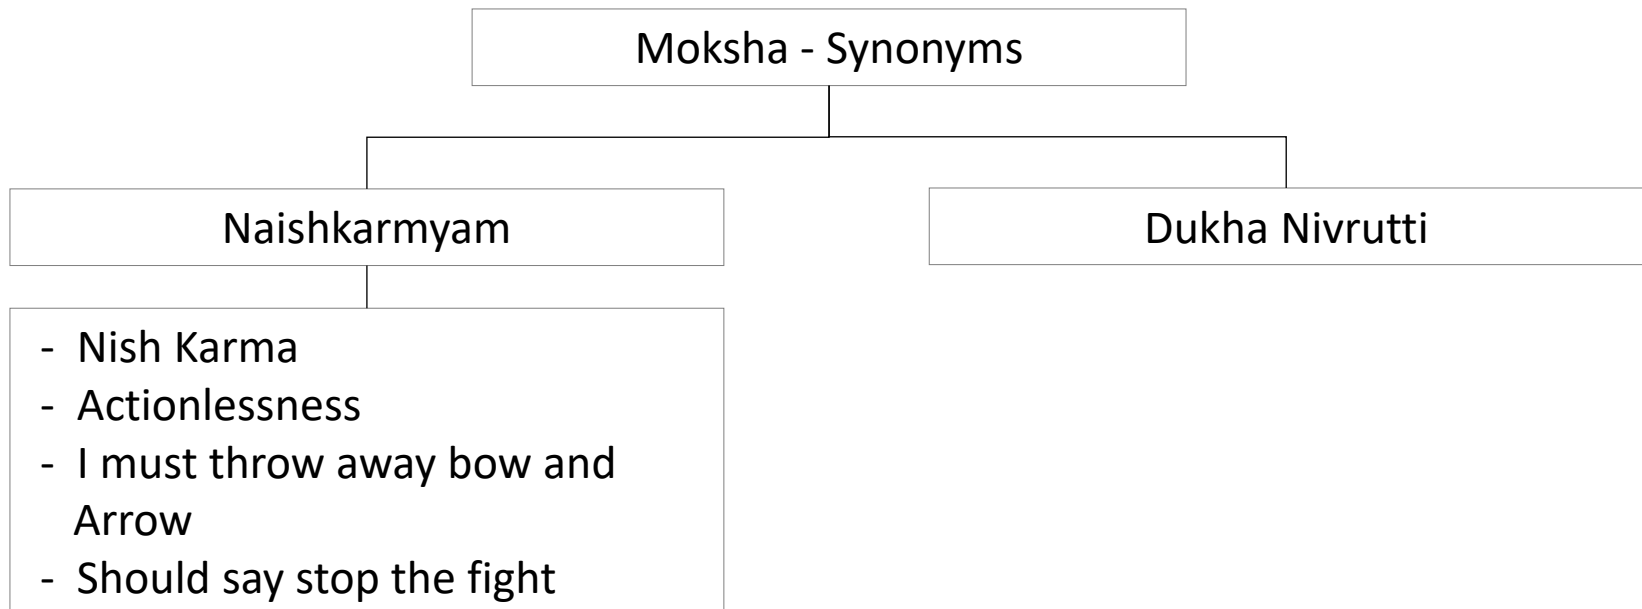 Moksha - Synonyms
Naishkarmyam
Dukha Nivrutti
- Nish Karma
- Actionlessness
- I must throw away bow and
Arrow
- Should say stop the fight